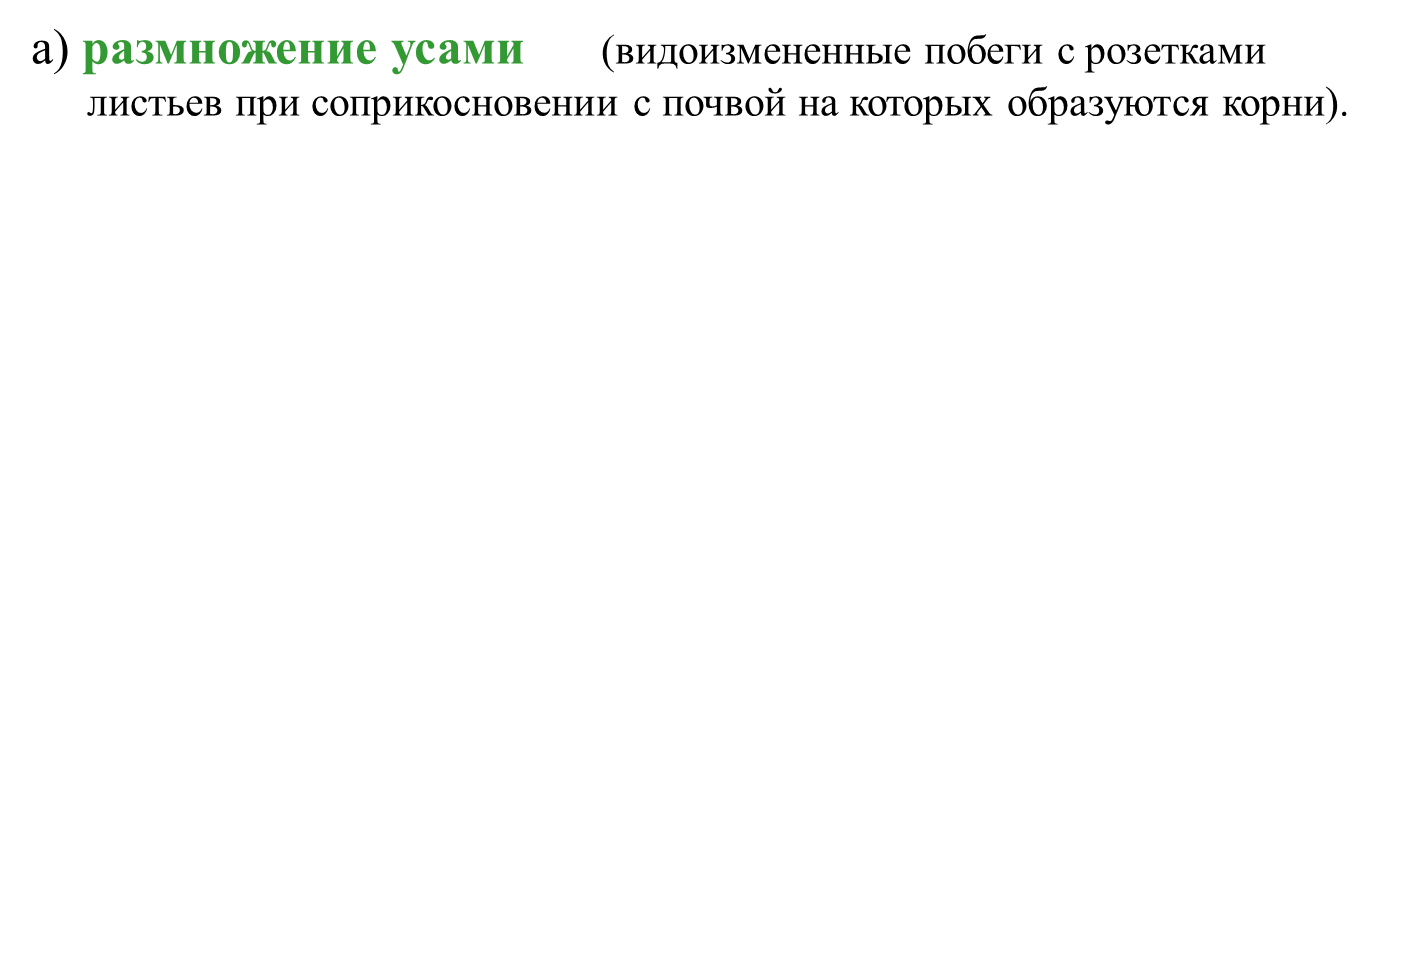 а) размножение усами (видоизмененные побеги с розетками
листьев при соприкосновении с почвой на которых образуются корни).